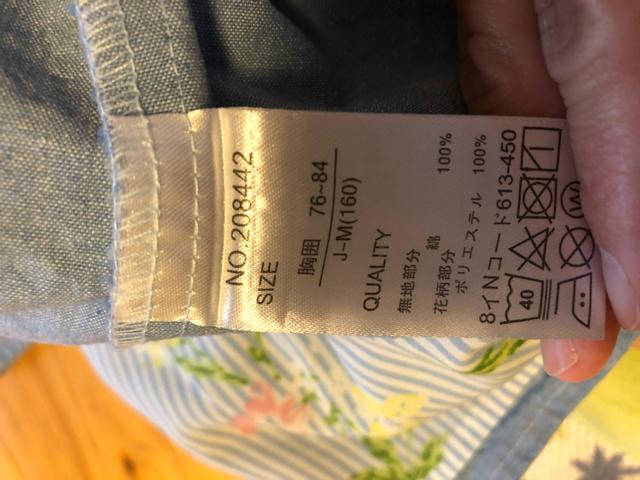 NO.208442
SIZE
胸囲 76~84
J-M(160)
QUALITY
無地部分
綿 100%
花柄部分
ポリエステル 100%
8イNコード613-450
40
W